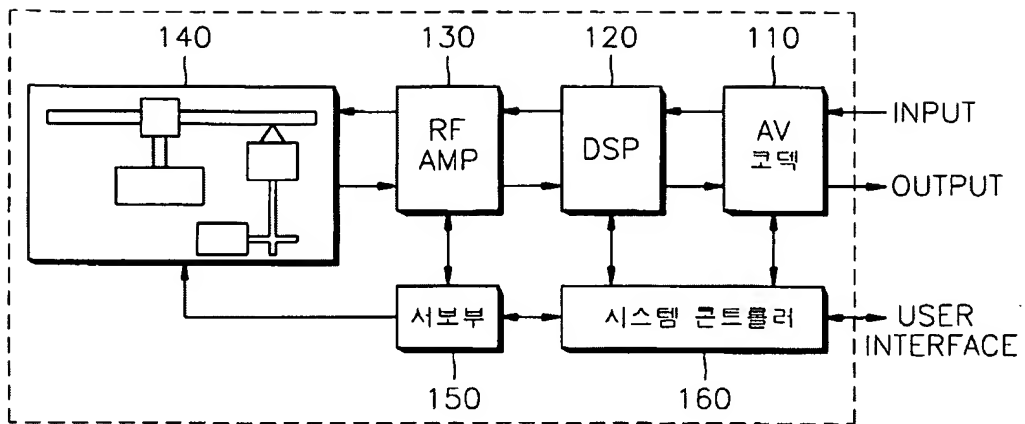 140
130
120
110
RF
AMP
DSP
AV
코덱
INPUT
OUTPUT
서보부
시스템 콘트롤러
USER
INTERFACE
150
160